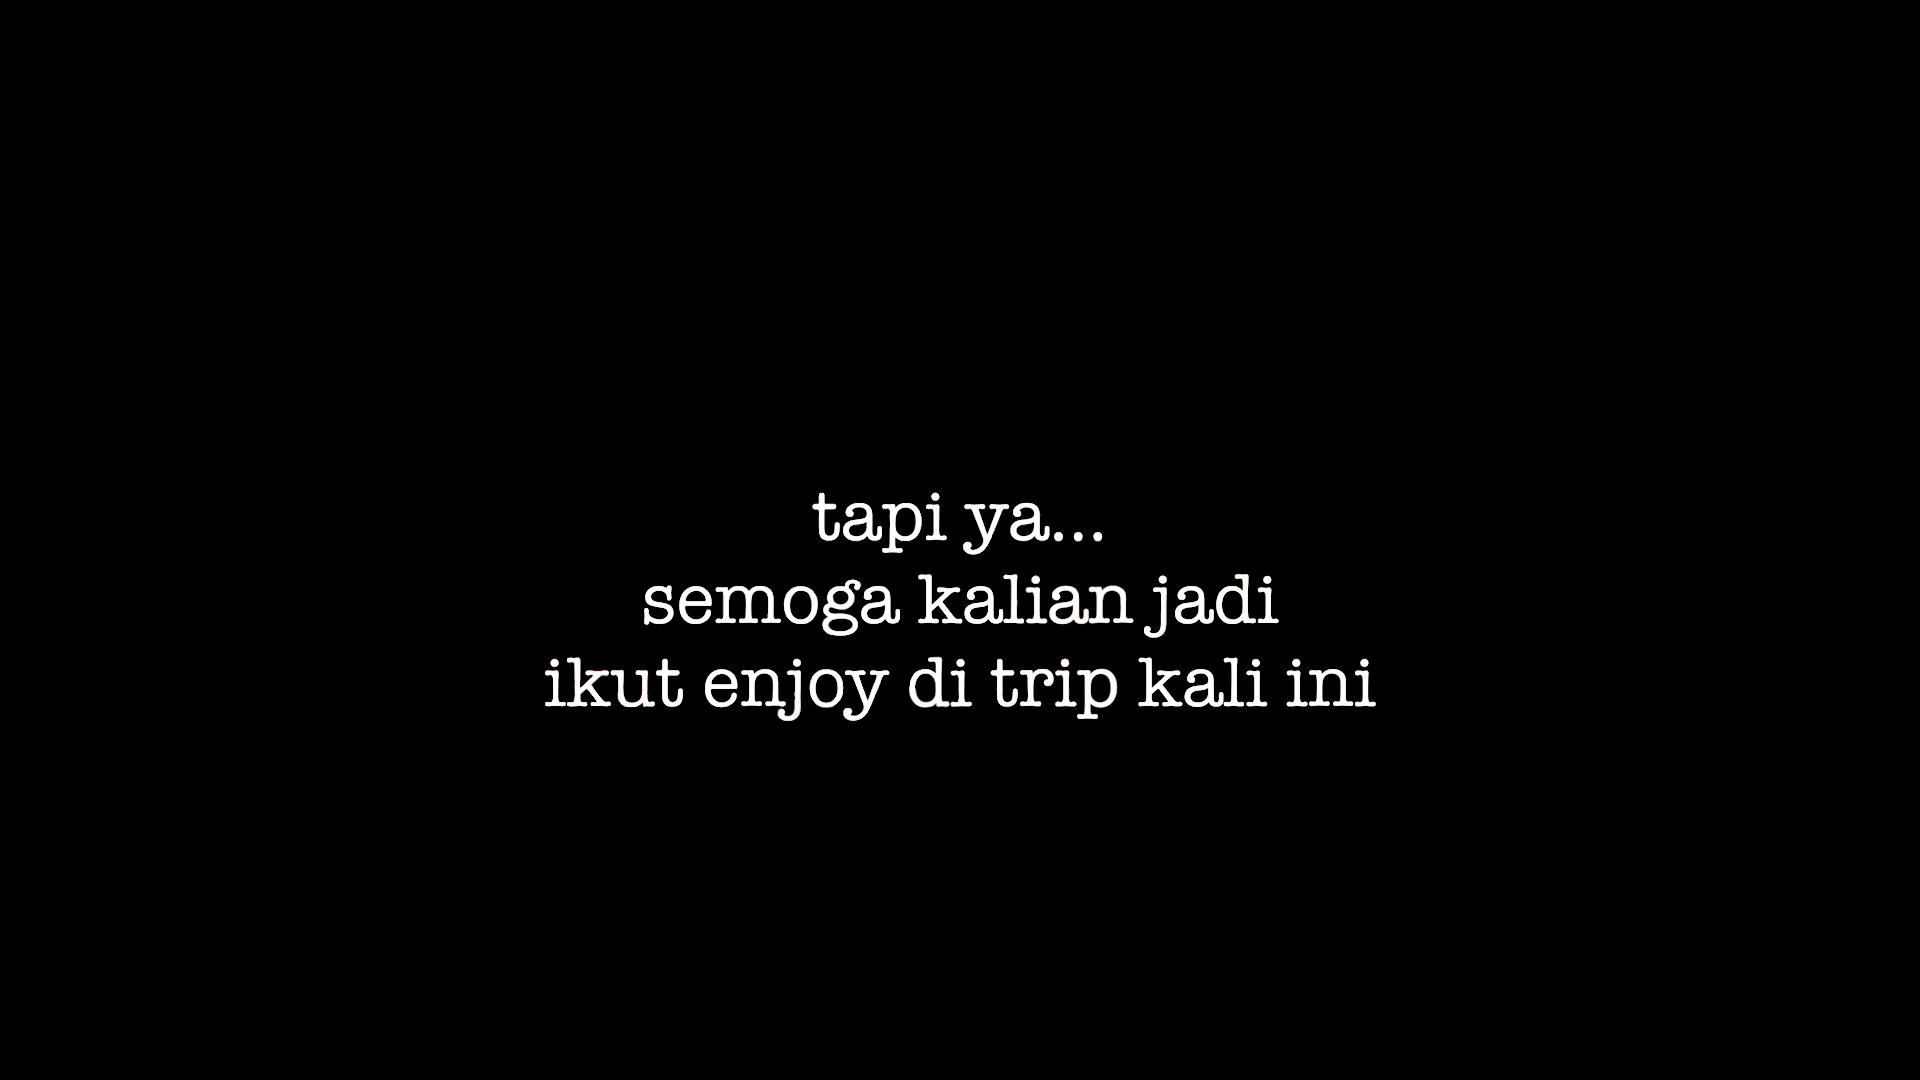 tapi ya...
semoga kalian jadi
ikut enjoy di trip kali ini